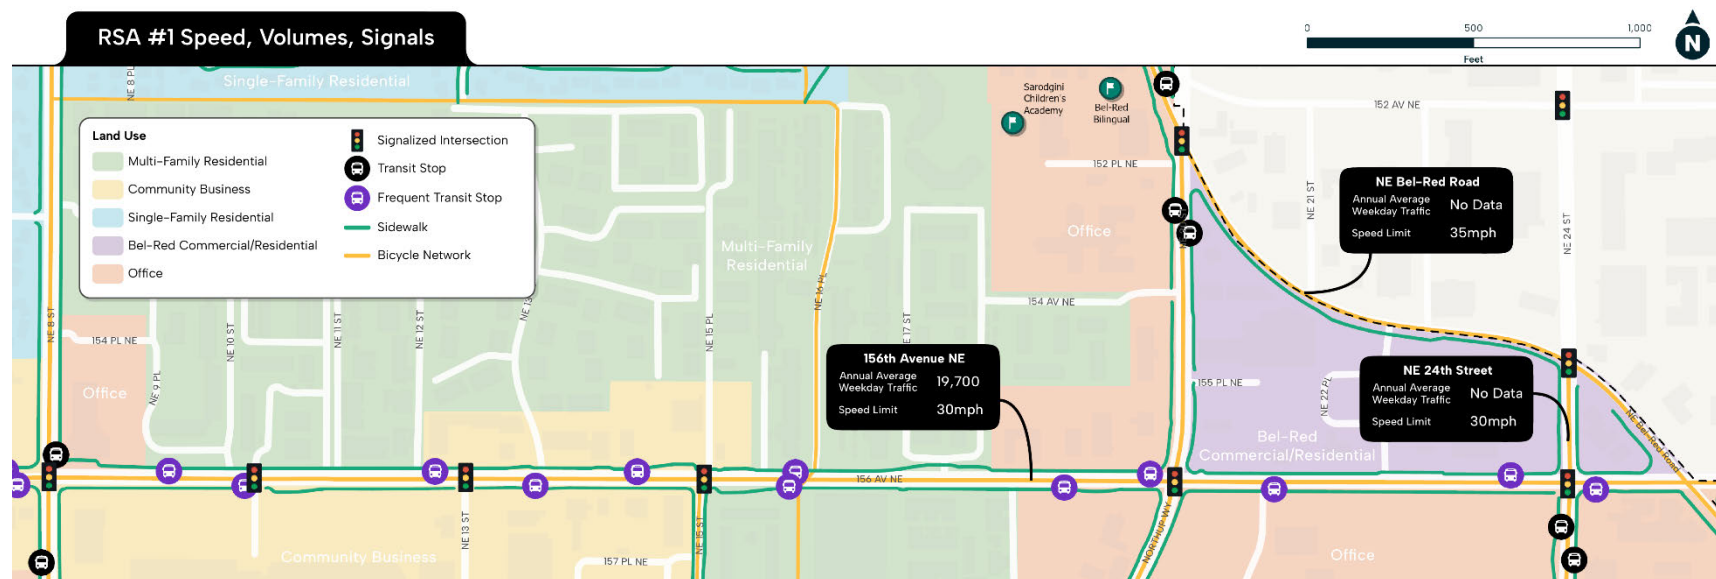 RSA #1 Speed, Volumes, Signals
0 500 1,000
Feet
N
Land Use
Multi-Family Residential
Community Business
Single-Family Residential
Bel-Red Commercial/Residential
Office
Signalized Intersection
Transit Stop
Frequent Transit Stop
Sidewalk
Bicycle Network
Single-Family Residential
NE 8 PL
Sarodgini
Children's
Academy
Bel-Red
Bilingual
152 AV NE
152 PL NE
NE 21 ST
NE 24 ST
NE Bel-Red Road
Annual Average
Weekday Traffic
No Data
Speed Limit
35mph
Office
Multi-Family
Residential
NE 16 PL
154 AV NE
NE 8 ST
154 PL NE
NE 10 ST
NE 11 ST
NE 12 ST
NE 13
NE 15 PL
NE 17 ST
Office
NE 9 PL
156th Avenue NE
Annual Average
Weekday Traffic
19,700
Speed Limit
30mph
155 PL NE
NE 22 PL
NE 24th Street
Annual Average
Weekday Traffic
No Data
Speed Limit
30mph
NE Bel-Red Road
Bel-Red
Commercial/Residential
156 AV NE
NE 13 ST
NE 15 ST
NORTHUP WY
Community Business
157 PL NE
Office